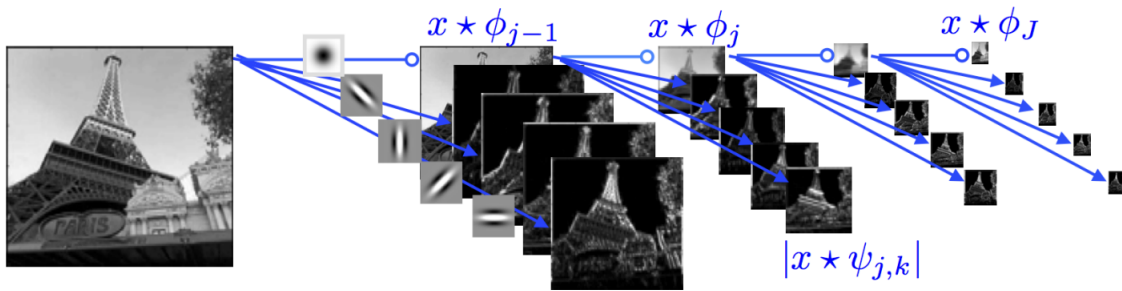 x ⋆ ϕ_{j−1}
x ⋆ ϕ_j
x ⋆ ϕ_J
PARIS
|x ⋆ ψ_{j,k}|